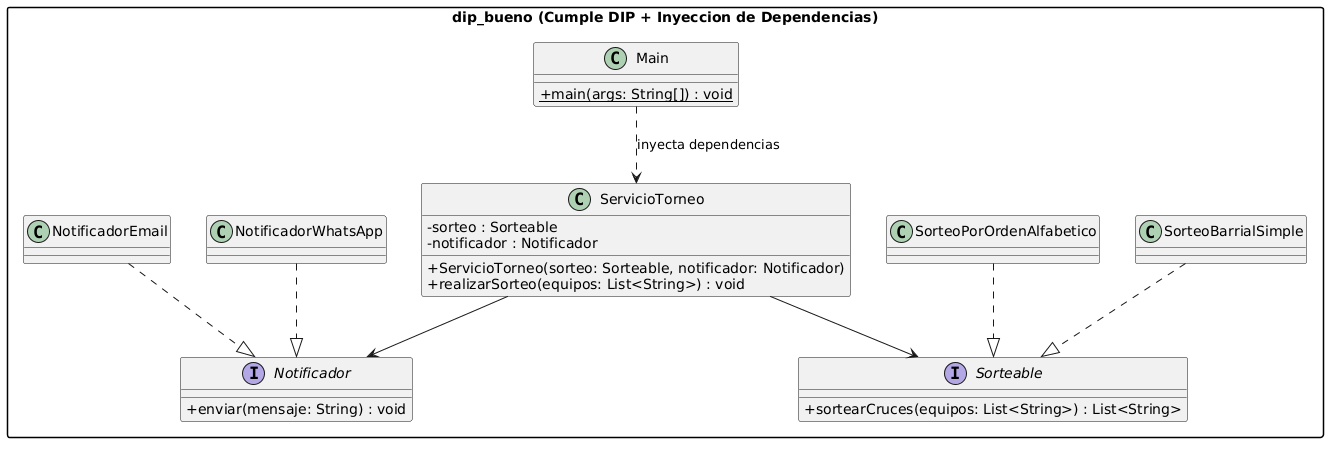 dip_bueno (Cumple DIP + Inyeccion de Dependencias)
C Main
+main(args: String[]) : void
inyecta dependencias
C ServicioTorneo
-sorteo : Sorteable
-notificador : Notificador
+ServicioTorneo(sorteo: Sorteable, notificador: Notificador)
+realizarSorteo(equipos: List<String>) : void
C NotificadorEmail
C NotificadorWhatsApp
C SorteoPorOrdenAlfabetico
C SorteoBarrialSimple
I Notificador
+enviar(mensaje: String) : void
I Sorteable
+sortearCruces(equipos: List<String>) : List<String>